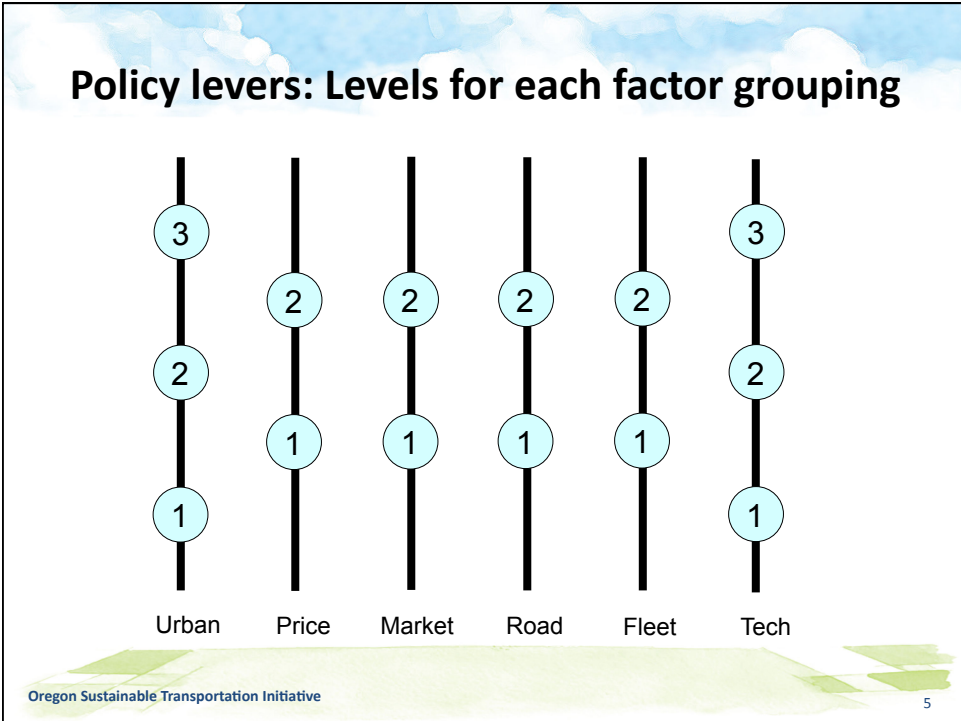 Policy levers: Levels for each factor grouping
3 3
2 2 2 2
2 2
1 1 1 1
1 1
Urban Price Market Road Fleet Tech
Oregon Sustainable Transportation Initiative
5